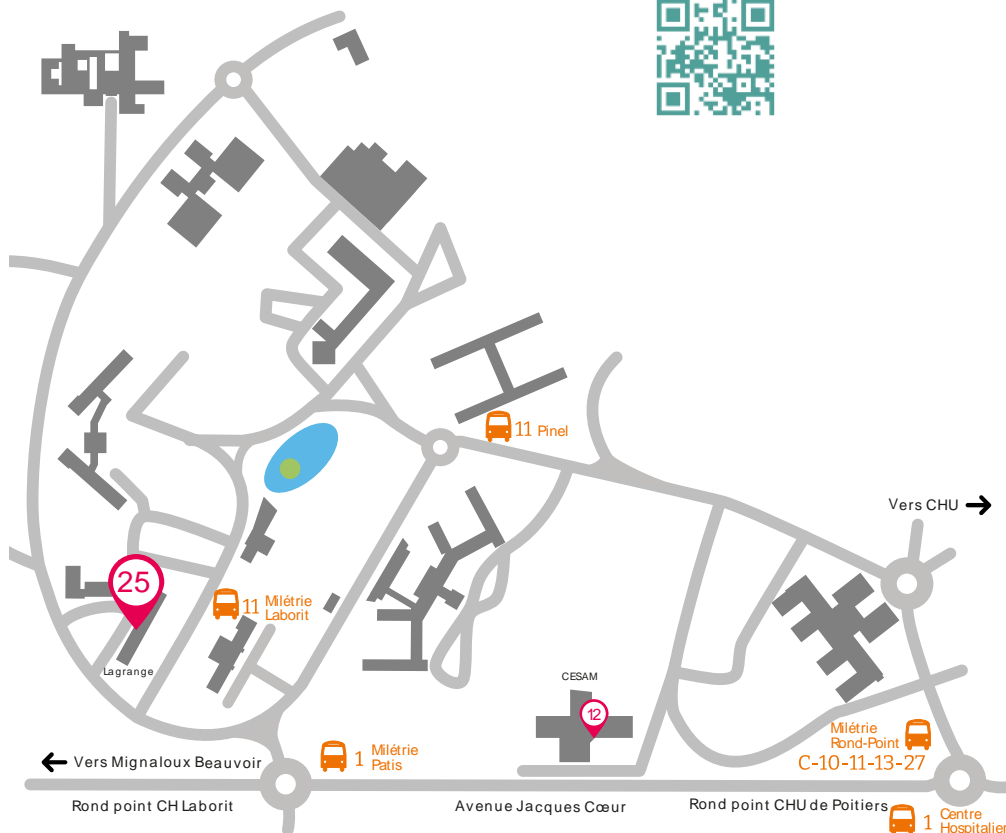 11 Pinel
Vers CHU
25
11 Milétrie
Laborit
Lagrange
CESAM
12
Milétrie
Rond-Point
C-10-11-13-27
1 Milétrie
Patis
Vers Mignaloux Beauvoir
Rond point CH Laborit
Avenue Jacques Cœur
Rond point CHU de Poitiers
1 Centre
Hospitalier